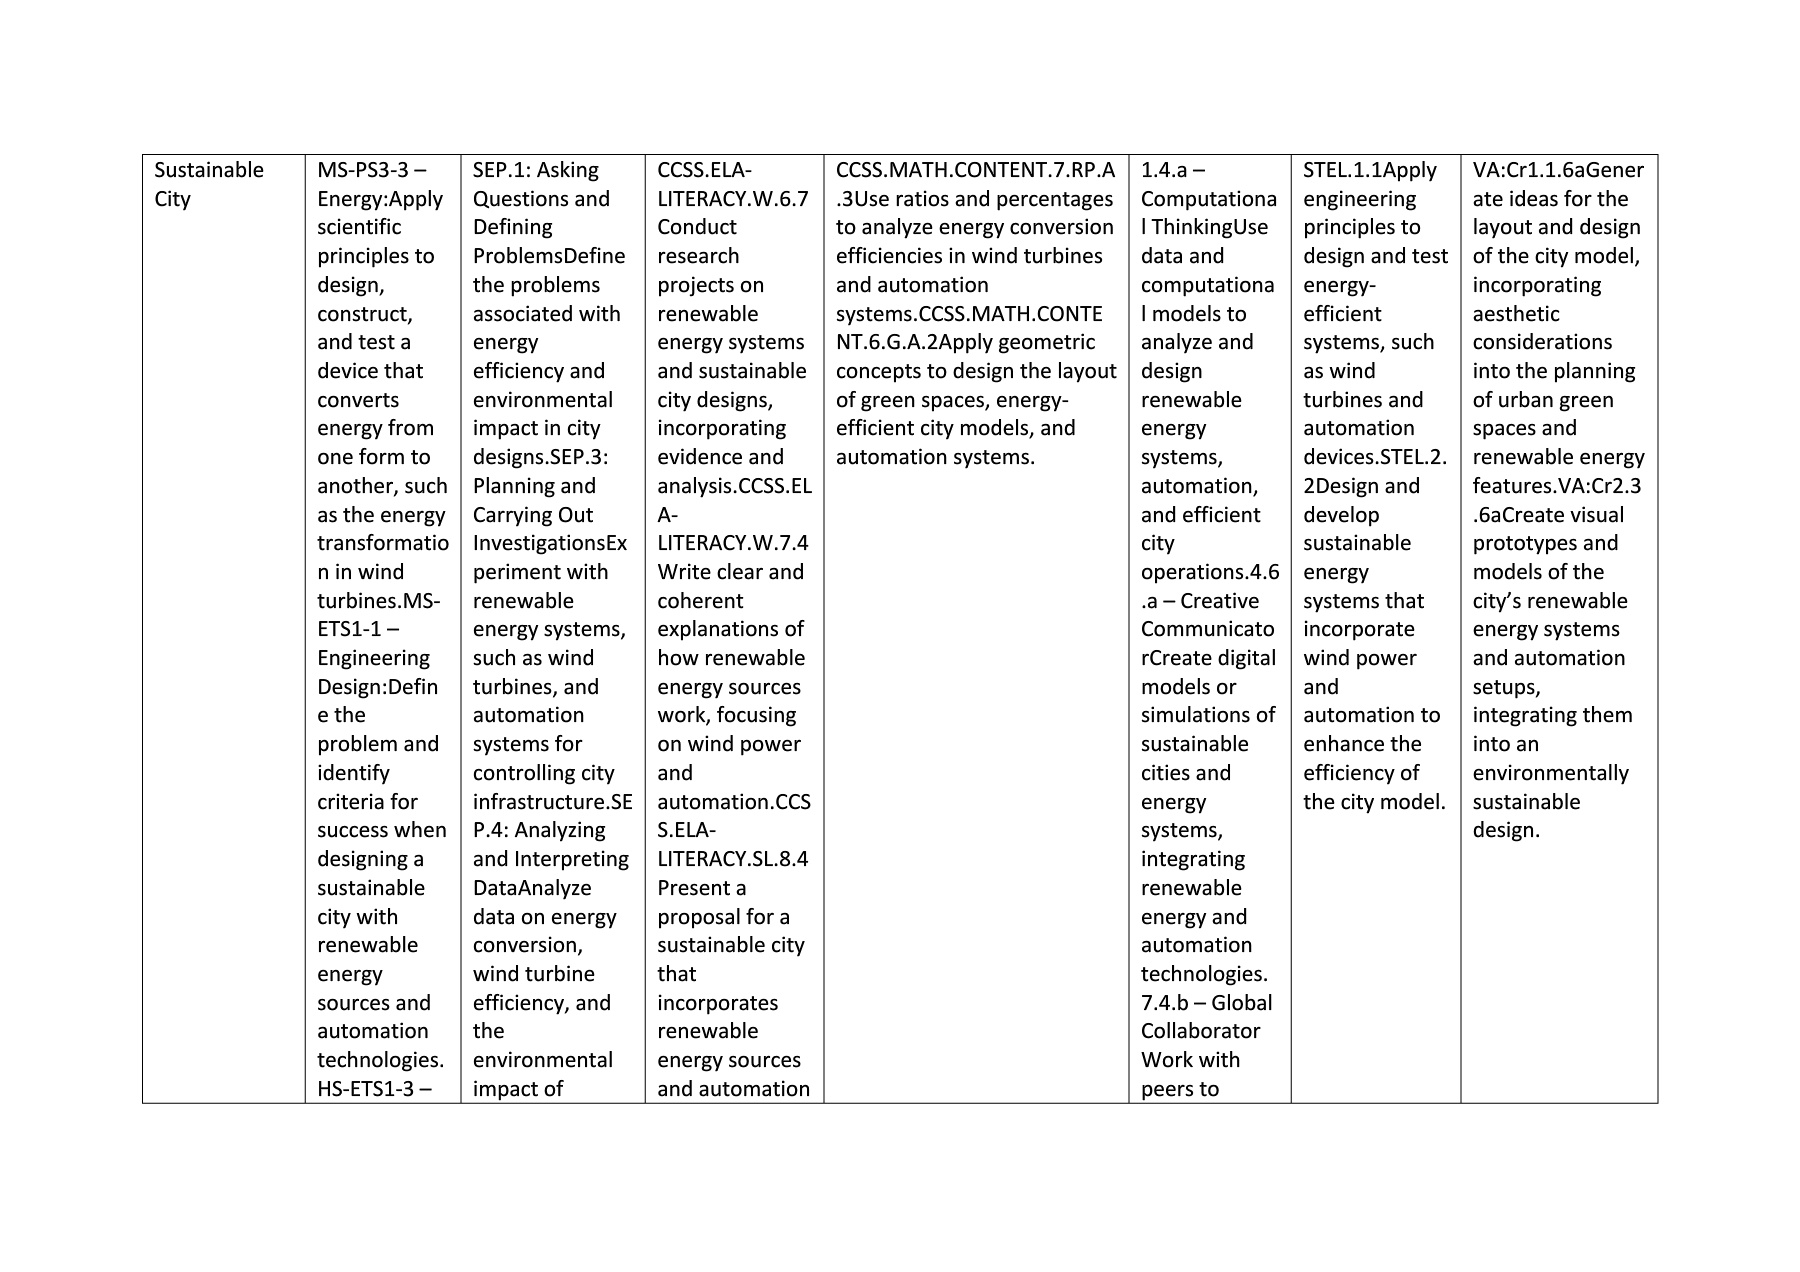 Sustainable
City
MS-PS3-3 –
Energy:Apply
scientific
principles to
design,
construct,
and test a
device that
converts
energy from
one form to
another, such
as the energy
transformatio
n in wind
turbines.MS-
ETS1-1 –
Engineering
Design:Defin
e the
problem and
identify
criteria for
success when
designing a
sustainable
city with
renewable
energy
sources and
automation
technologies.
HS-ETS1-3 –
SEP.1: Asking
Questions and
Defining
ProblemsDefine
the problems
associated with
energy
efficiency and
environmental
impact in city
designs.SEP.3:
Planning and
Carrying Out
InvestigationsEx
periment with
renewable
energy systems,
such as wind
turbines, and
automation
systems for
controlling city
infrastructure.SE
P.4: Analyzing
and Interpreting
DataAnalyze
data on energy
conversion,
wind turbine
efficiency, and
the
environmental
impact of
CCSS.ELA-
LITERACY.W.6.7
Conduct
research
projects on
renewable
energy systems
and sustainable
city designs,
incorporating
evidence and
analysis.CCSS.EL
A-
LITERACY.W.7.4
Write clear and
coherent
explanations of
how renewable
energy sources
work, focusing
on wind power
and
automation.CCS
S.ELA-
LITERACY.SL.8.4
Present a
proposal for a
sustainable city
that
incorporates
renewable
energy sources
and automation
CCSS.MATH.CONTENT.7.RP.A
.3Use ratios and percentages
to analyze energy conversion
efficiencies in wind turbines
and automation
systems.CCSS.MATH.CONTE
NT.6.G.A.2Apply geometric
concepts to design the layout
of green spaces, energy-
efficient city models, and
automation systems.
1.4.a –
Computationa
l ThinkingUse
data and
computationa
l models to
analyze and
design
renewable
energy
systems,
automation,
and efficient
city
operations.4.6
.a – Creative
Communicato
rCreate digital
models or
simulations of
sustainable
cities and
energy
systems,
integrating
renewable
energy and
automation
technologies.
7.4.b – Global
Collaborator
Work with
peers to
STEL.1.1Apply
engineering
principles to
design and test
energy-
efficient
systems, such
as wind
turbines and
automation
devices.STEL.2.
2Design and
develop
sustainable
energy
systems that
incorporate
wind power
and
automation to
enhance the
efficiency of
the city model.
VA:Cr1.1.6aGener
ate ideas for the
layout and design
of the city model,
incorporating
aesthetic
considerations
into the planning
of urban green
spaces and
renewable energy
features.VA:Cr2.3
.6aCreate visual
prototypes and
models of the
city’s renewable
energy systems
and automation
setups,
integrating them
into an
environmentally
sustainable
design.